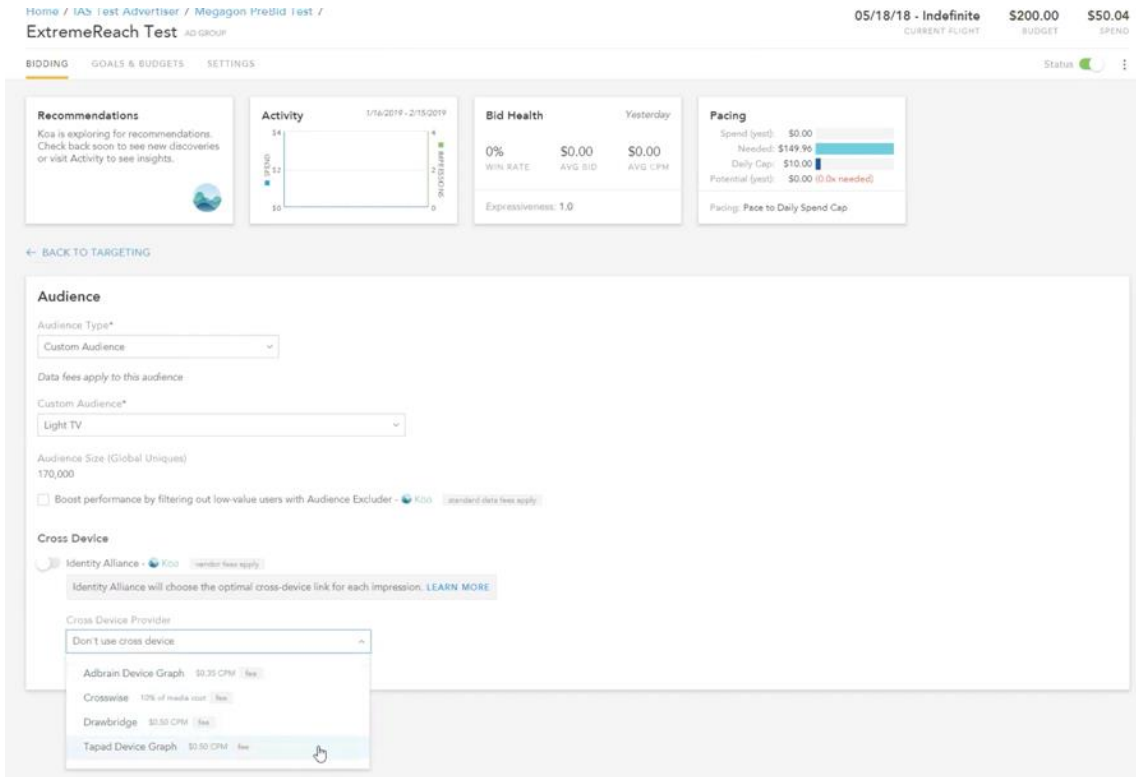 Home / IAS Test Advertiser / Megagon PreBid Test /
ExtremeReach Test AD GROUP
05/18/18 - Indefinite
CURRENT FLIGHT
$200.00
BUDGET
$50.04
SPEND
BIDDING GOALS & BUDGETS SETTINGS
Status
Recommendations
Koa is exploring for recommendations.
Check back soon to see new discoveries
or visit Activity to see insights.
Activity 1/16/2019 - 2/15/2019
$4 4
$2 2
$0 0
SPEND
IMPRESSIONS
Bid Health Yesterday
0% $0.00 $0.00
WIN RATE AVG BID AVG CPM
Expressiveness: 1.0
Pacing
Spend (yest): $0.00
Needed: $149.96
Daily Cap: $10.00
Potential (yest): $0.00 (0.0x needed)
Pacing: Pace to Daily Spend Cap
← BACK TO TARGETING
Audience
Audience Type*
Custom Audience
Data fees apply to this audience
Custom Audience*
Light TV
Audience Size (Global Uniques)
170,000
Boost performance by filtering out low-value users with Audience Excluder - Koa standard data fees apply
Cross Device
Identity Alliance - Koa vendor fees apply
Identity Alliance will choose the optimal cross-device link for each impression. LEARN MORE
Cross Device Provider
Don't use cross device
Adbrain Device Graph $0.35 CPM fee
Crosswise 10% of media cost fee
Drawbridge $0.50 CPM fee
Tapad Device Graph $0.50 CPM fee